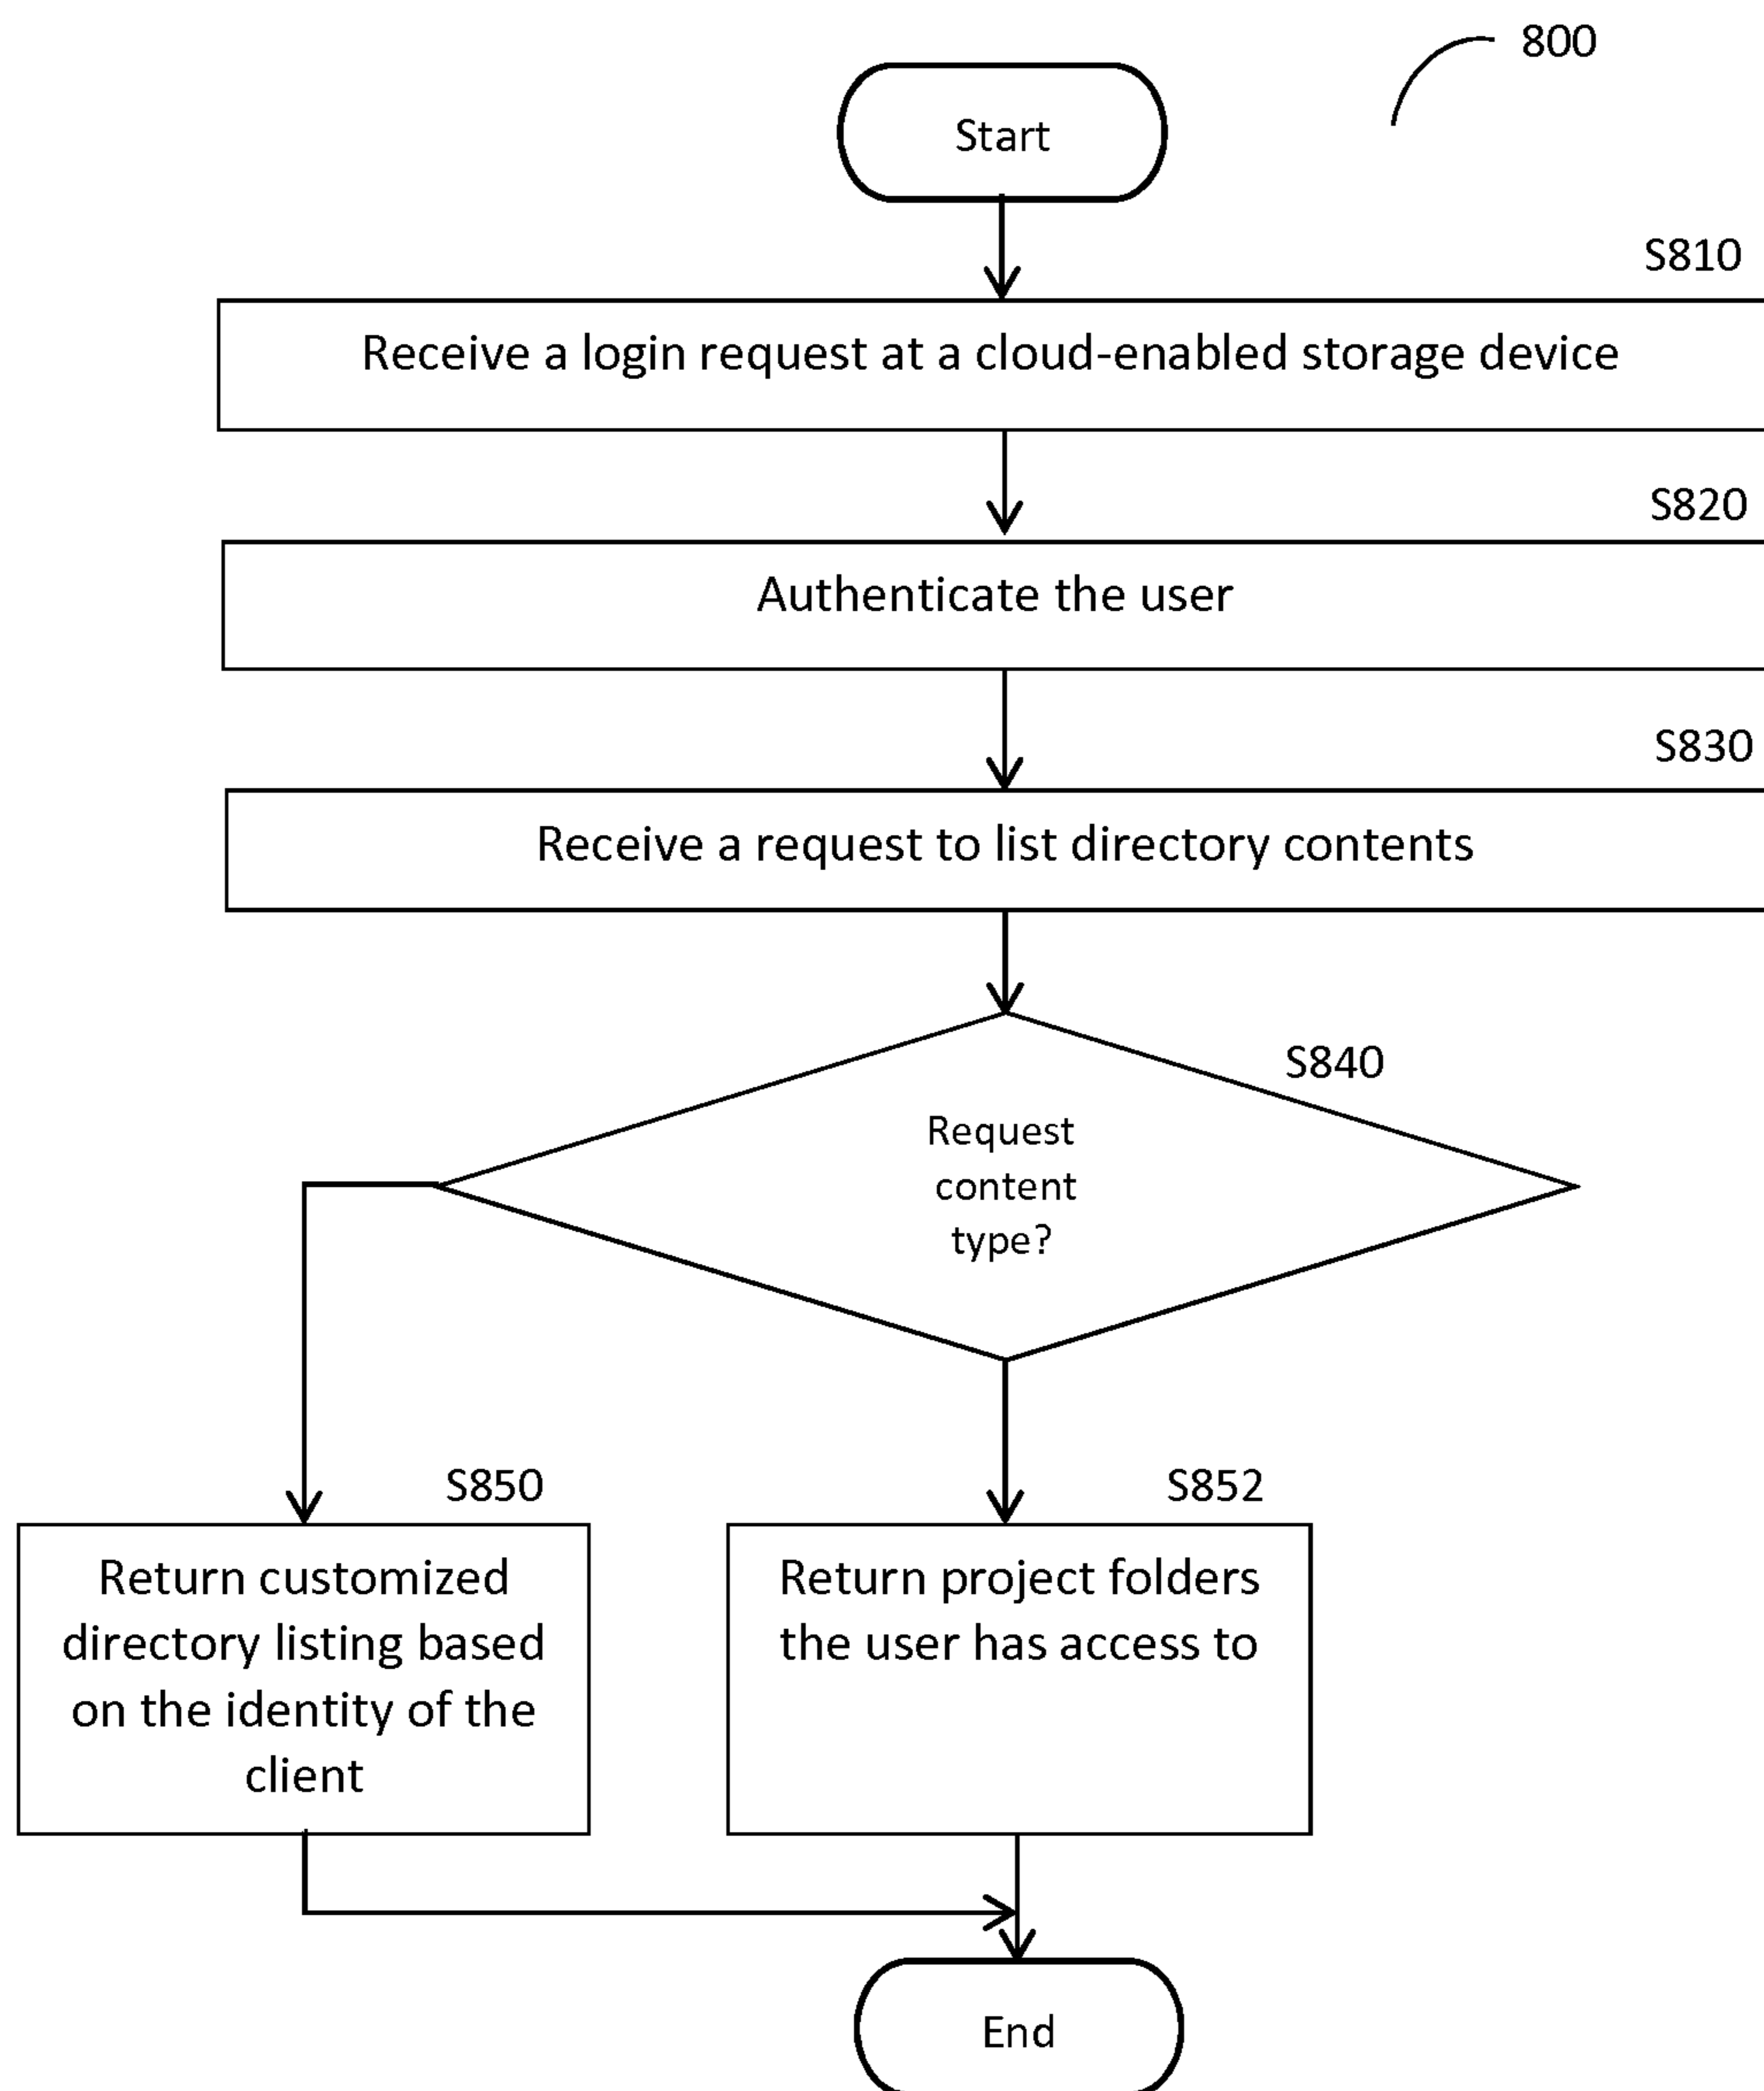 800
Start
S810
Receive a login request at a cloud-enabled storage device
S820
Authenticate the user
S830
Receive a request to list directory contents
S840
Request
content
type?
S850
Return customized
directory listing based
on the identity of the
client
S852
Return project folders
the user has access to
End